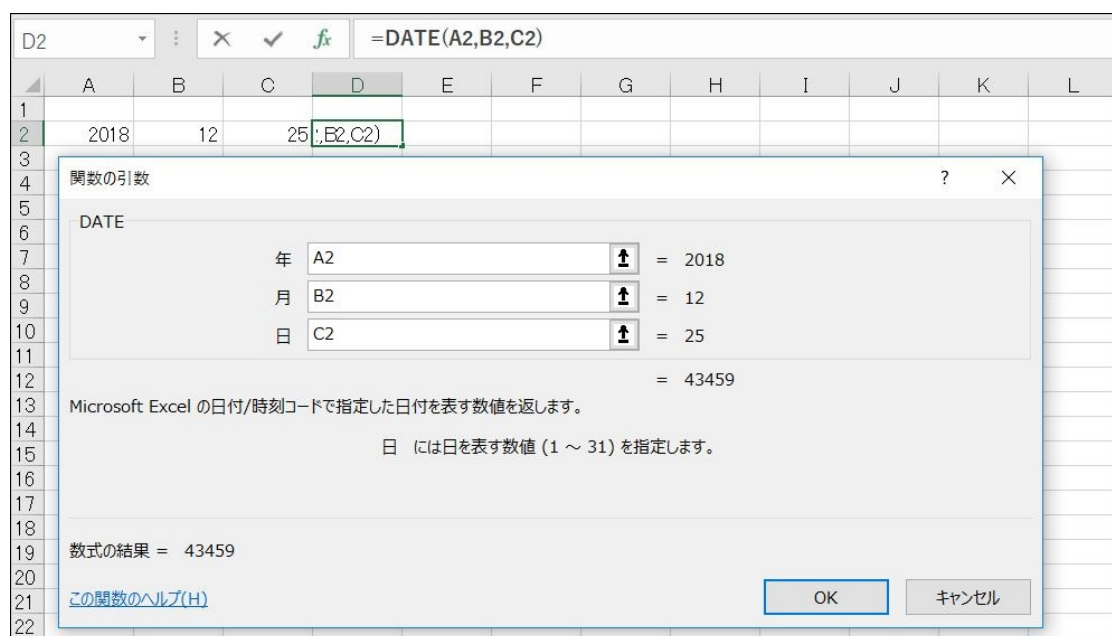 D2 fx =DATE(A2,B2,C2)
A B C D E F G H I J K L
1
2 2018 12 25 :,B2,C2)
3
4 関数の引数 ? ×
5
6 DATE
7 年 A2 = 2018
8
9 月 B2 = 12
10 日 C2 = 25
11
12 = 43459
13 Microsoft Excel の日付/時刻コードで指定した日付を表す数値を返します。
14
15 日 には日を表す数値 (1 ～ 31) を指定します。
16
17
18
19 数式の結果 = 43459
20
21 この関数のヘルプ(H) OK キャンセル
22